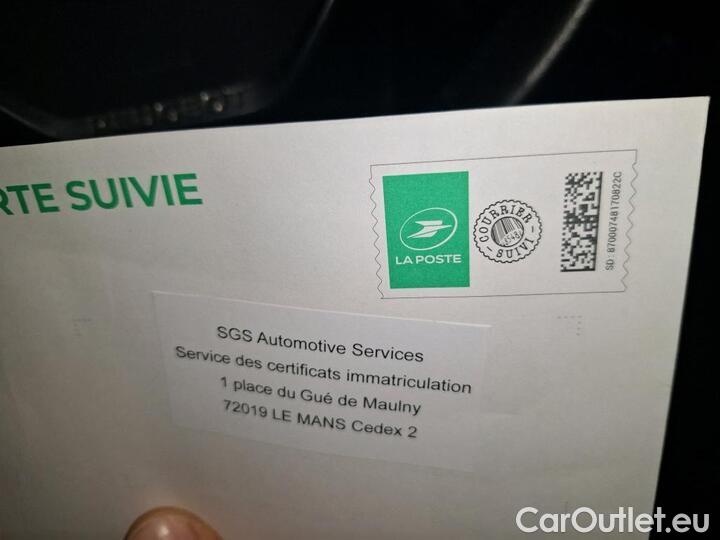 RTE SUIVIE
LA POSTE
COURRIER
SUIVI
SD: 87000748170822C
SGS Automotive Services
Service des certificats immatriculation
1 place du Gué de Maulny
72019 LE MANS Cedex 2
CarOutlet.eu